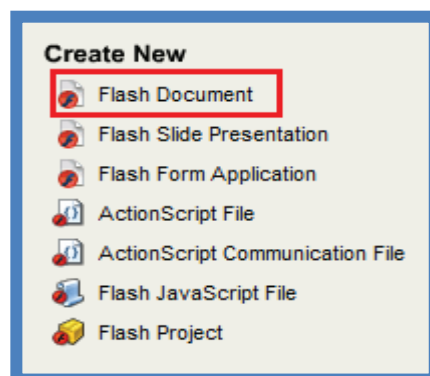 Create New
Flash Document
Flash Slide Presentation
Flash Form Application
ActionScript File
ActionScript Communication File
Flash JavaScript File
Flash Project